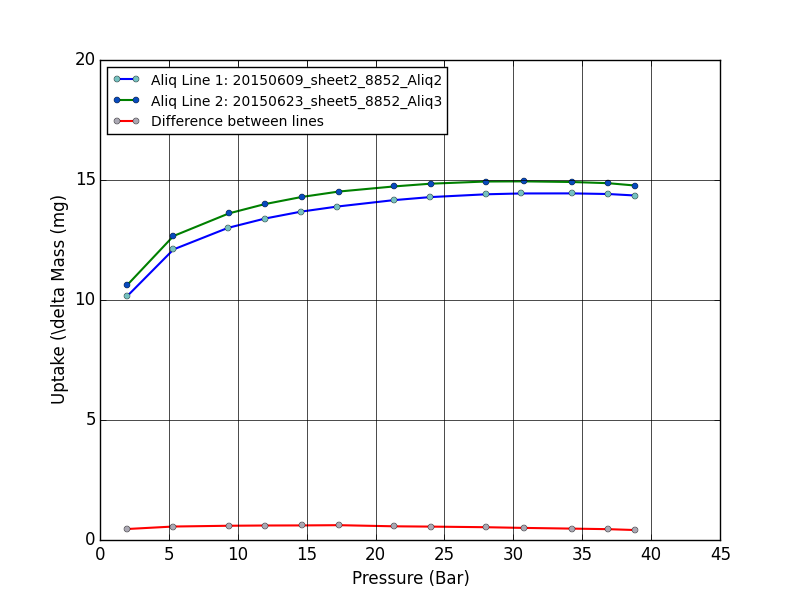 Aliq Line 1: 20150609_sheet2_8852_Aliq2
Aliq Line 2: 20150623_sheet5_8852_Aliq3
Difference between lines
Uptake (\delta Mass (mg)
20
15
10
5
0
0 5 10 15 20 25 30 35 40 45
Pressure (Bar)